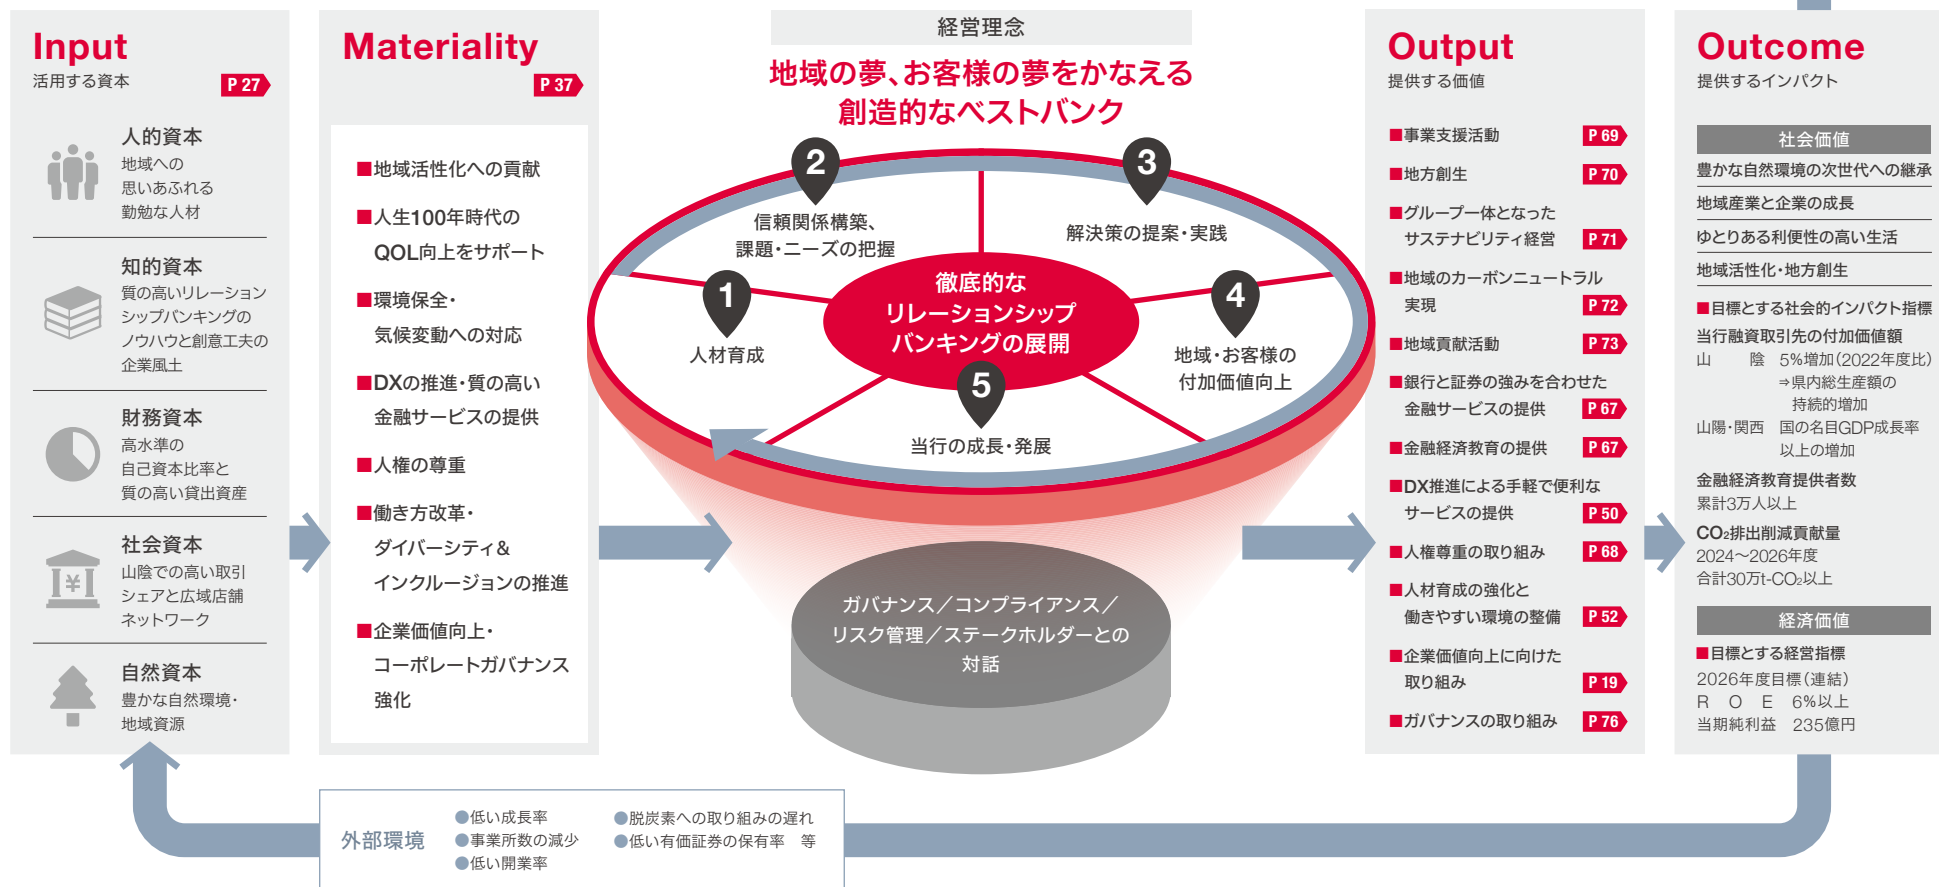 Input
活用する資本
P 27
人的資本
地域への
思いあふれる
勤勉な人材
知的資本
質の高いリレーション
シップバンキングの
ノウハウと創意工夫の
企業風土
財務資本
高水準の
自己資本比率と
質の高い貸出資産
社会資本
山陰での高い取引
シェアと広域店舗
ネットワーク
自然資本
豊かな自然環境・
地域資源
Materiality
P 37
■地域活性化への貢献
■人生100年時代の
QOL向上をサポート
■環境保全・
気候変動への対応
■DXの推進・質の高い
金融サービスの提供
■人権の尊重
■働き方改革・
ダイバーシティ＆
インクルージョンの推進
■企業価値向上・
コーポレートガバナンス
強化
経営理念
地域の夢、お客様の夢をかなえる
創造的なベストバンク
1
人材育成
2
信頼関係構築、
課題・ニーズの把握
3
解決策の提案・実践
4
地域・お客様の
付加価値向上
5
当行の成長・発展
徹底的な
リレーションシップ
バンキングの展開
ガバナンス／コンプライアンス／
リスク管理／ステークホルダーとの
対話
Output
提供する価値
■事業支援活動 P 69
■地方創生 P 70
■グループ一体となった
サステナビリティ経営 P 71
■地域のカーボンニュートラル
実現 P 72
■地域貢献活動 P 73
■銀行と証券の強みを合わせた
金融サービスの提供 P 67
■金融経済教育の提供 P 67
■DX推進による手軽で便利な
サービスの提供 P 50
■人権尊重の取り組み P 68
■人材育成の強化と
働きやすい環境の整備 P 52
■企業価値向上に向けた
取り組み P 19
■ガバナンスの取り組み P 76
Outcome
提供するインパクト
社会価値
豊かな自然環境の次世代への継承
地域産業と企業の成長
ゆとりある利便性の高い生活
地域活性化・地方創生
■目標とする社会的インパクト指標
当行融資取引先の付加価値額
山　陰　5%増加（2022年度比）
⇒県内総生産額の
持続的増加
山陽・関西　国の名目GDP成長率
以上の増加
金融経済教育提供者数
累計3万人以上
CO₂排出削減貢献量
2024〜2026年度
合計30万t-CO₂以上
経済価値
■目標とする経営指標
2026年度目標（連結）
R　O　E　6%以上
当期純利益　235億円
外部環境
●低い成長率
●事業所数の減少
●低い開業率
●脱炭素への取り組みの遅れ
●低い有価証券の保有率　等